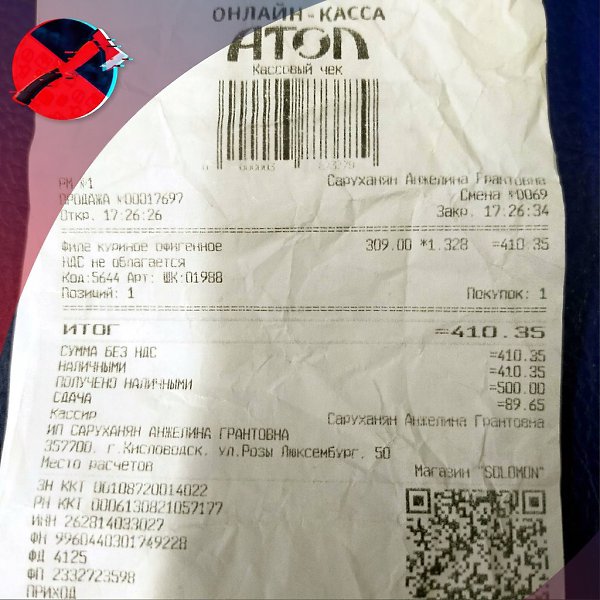 ОНЛАЙН-КАССА
АТОЛ
Кассовый чек
РМ №1 Саруханян Анжелина Грантовна
ПРОДАЖА №00017697 Смена №0069
Откр. 17:26:26 Закр. 17:26:34
Филе куриное офигенное 309.00 *1.328 =410.35
НДС не облагается
Код:5644 Арт: ШК:01988
Позиций: 1 Покупок: 1
ИТОГ =410.35
СУММА БЕЗ НДС =410.35
НАЛИЧНЫМИ =410.35
ПОЛУЧЕНО НАЛИЧНЫМИ =500.00
СДАЧА =89.65
Кассир Саруханян Анжелина Грантовна
ИП САРУХАНЯН АНЖЕЛИНА ГРАНТОВНА
357700, г.Кисловодск, ул.Розы Люксембург, 50
Место расчетов Магазин "SOLOMON"
ЗН ККТ 00108720014022
РН ККТ 0006130821057177
ИНН 262814033027
ФН 9960440301749228
ФД 4125
ФП 2332723598
ПРИХОД